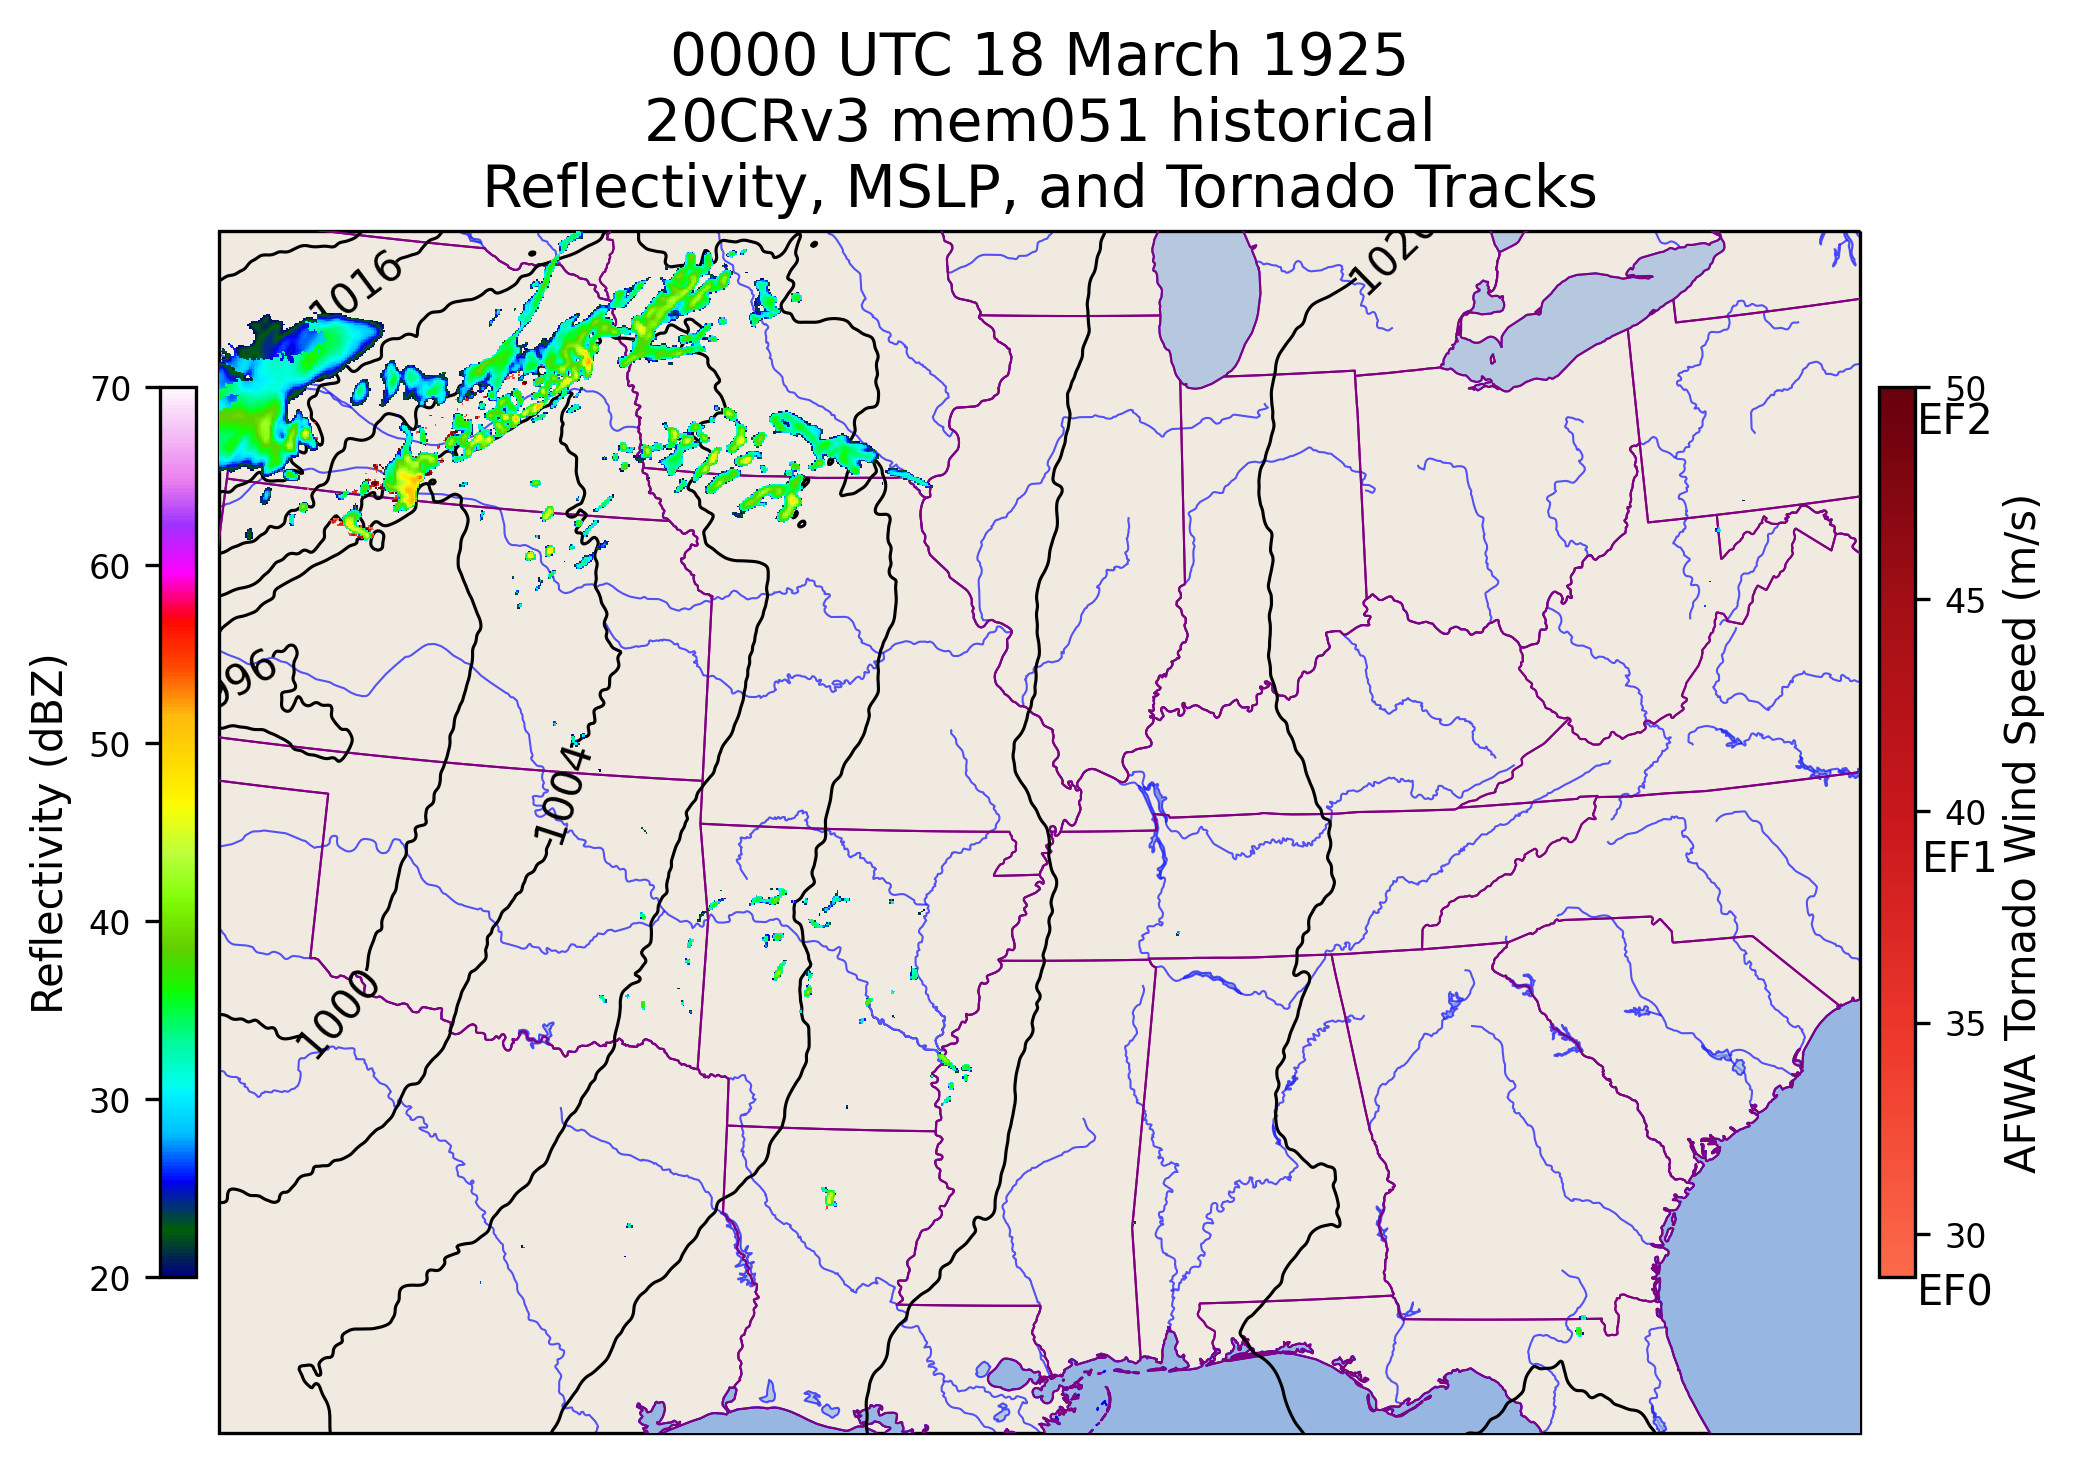 0000 UTC 18 March 1925
20CRv3 mem051 historical
Reflectivity, MSLP, and Tornado Tracks
1016
1020
996
1004
1000
70
60
50
40
30
20
Reflectivity (dBZ)
50
EF2
45
40
EF1
35
30
EF0
AFWA Tornado Wind Speed (m/s)